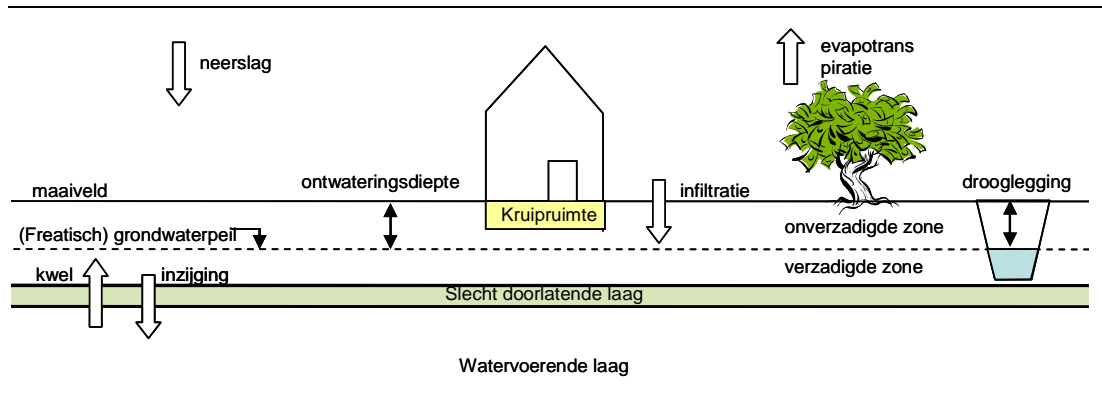 neerslag
evapotrans
piratie
maaiveld
ontwateringsdiepte
infiltratie
drooglegging
Kruipruimte
(Freatisch) grondwaterpeil
onverzadigde zone
kwel
inzijging
verzadigde zone
Slecht doorlatende laag
Watervoerende laag